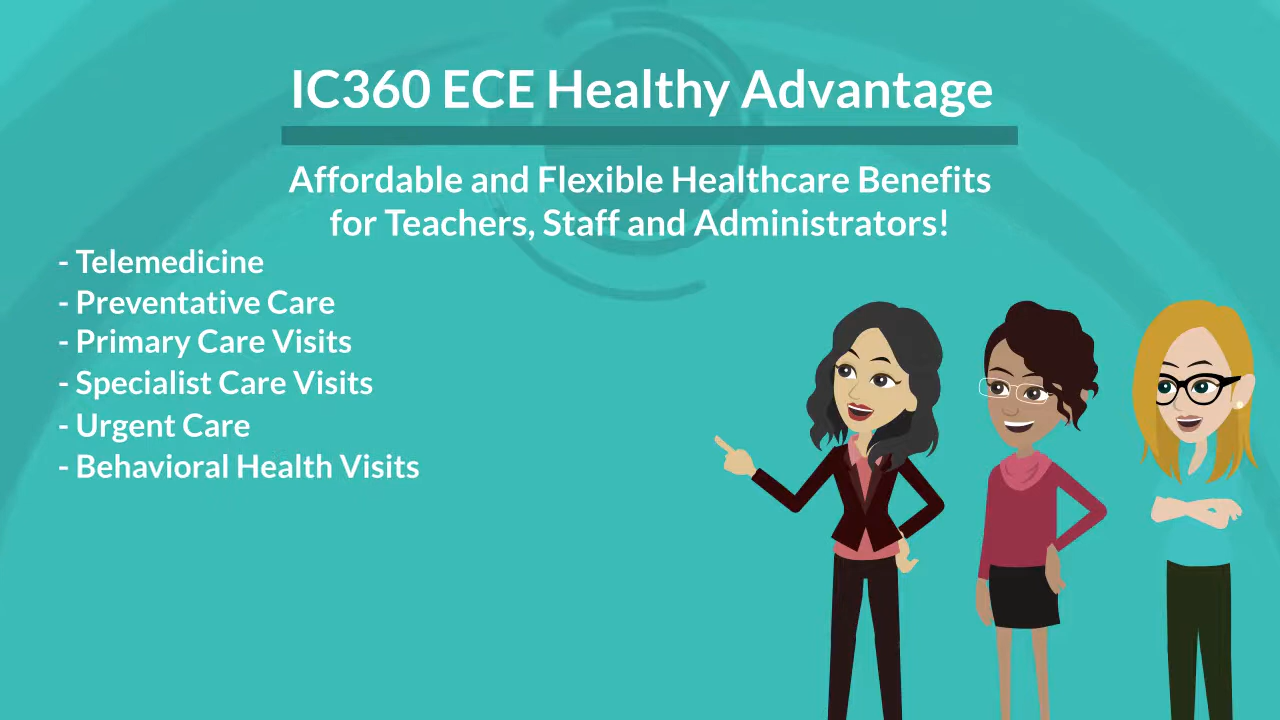 IC360 ECE Healthy Advantage
Affordable and Flexible Healthcare Benefits
for Teachers, Staff and Administrators!
- Telemedicine
- Preventative Care
- Primary Care Visits
- Specialist Care Visits
- Urgent Care
- Behavioral Health Visits